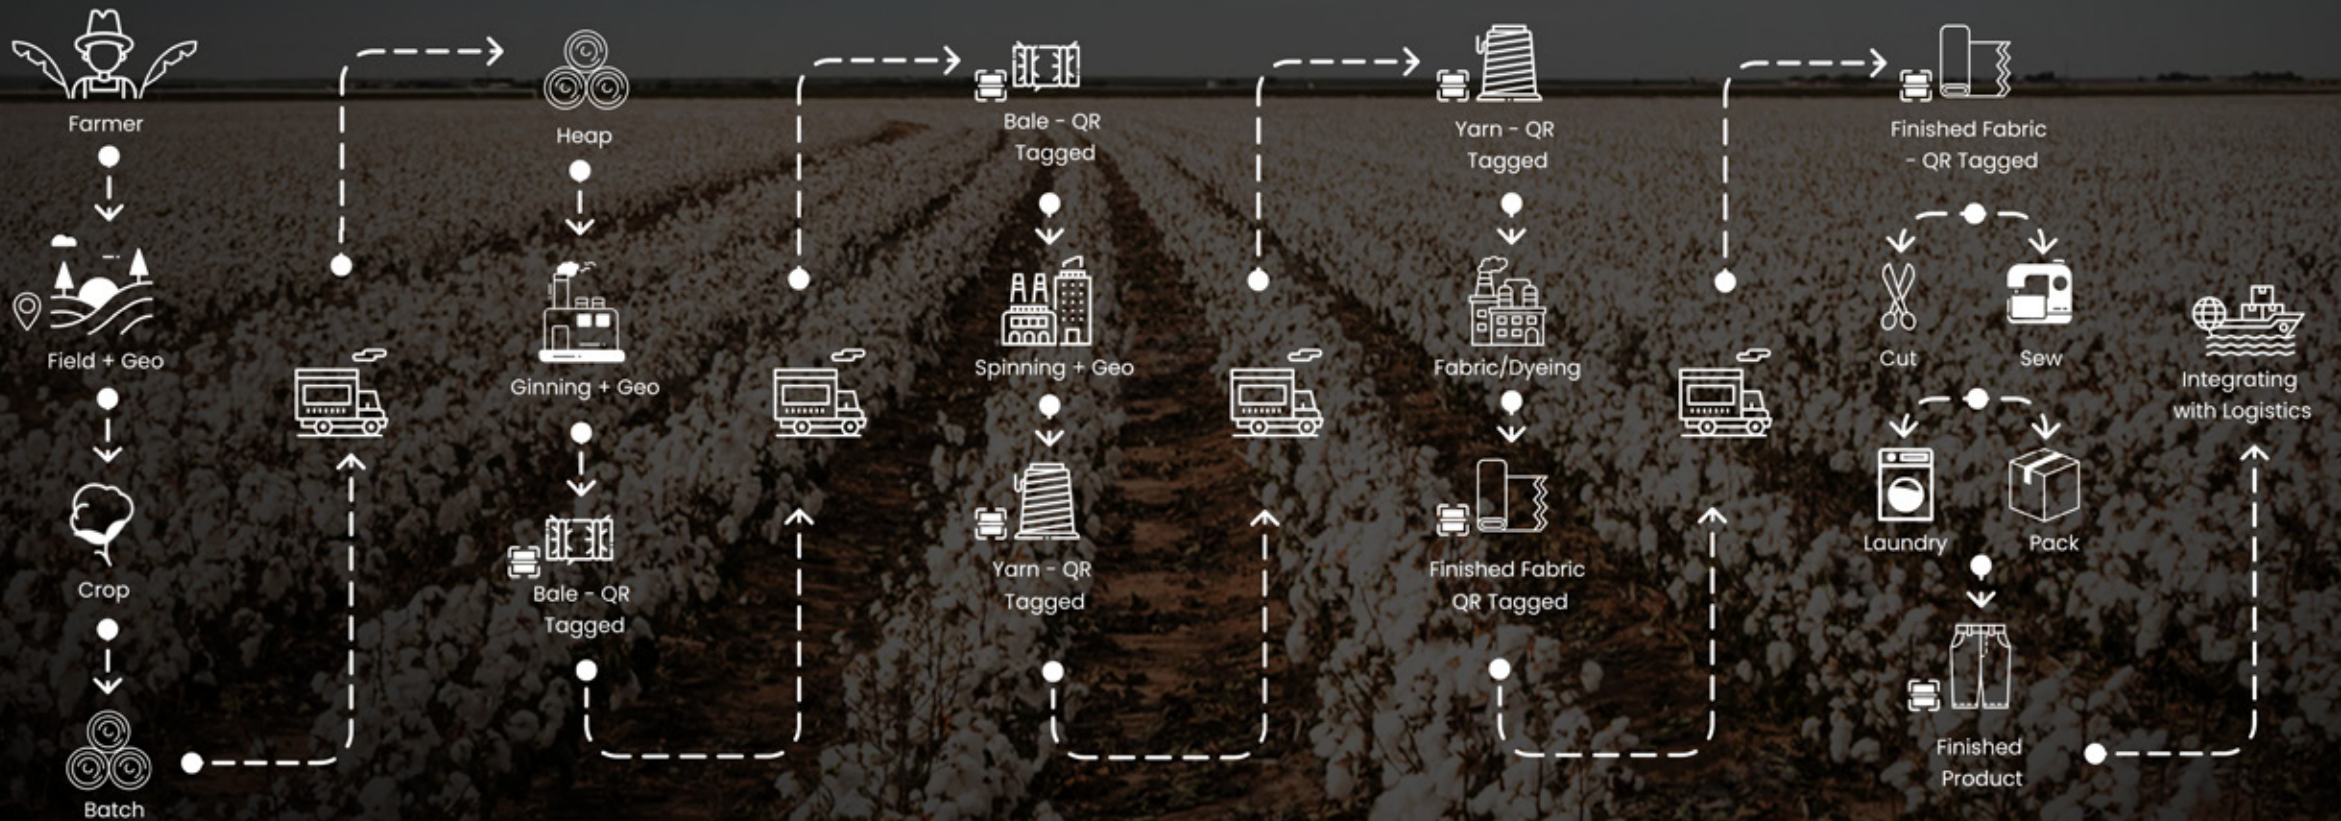 Farmer
Field + Geo
Crop
Batch
Heap
Ginning + Geo
Bale - QR
Tagged
Bale - QR
Tagged
Spinning + Geo
Yarn - QR
Tagged
Yarn - QR
Tagged
Fabric/Dyeing
Finished Fabric
QR Tagged
Finished Fabric
- QR Tagged
Cut
Sew
Laundry
Pack
Finished
Product
Integrating
with Logistics